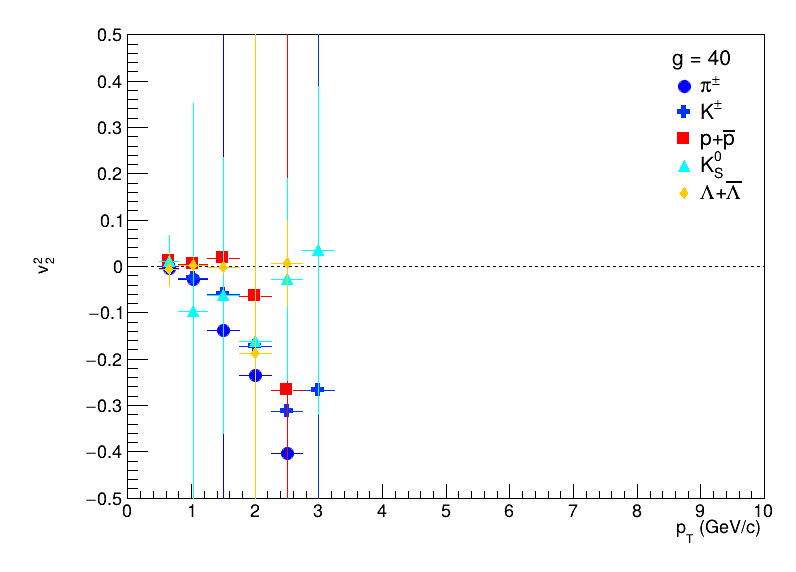 g = 40
π±
K±
p+p̅
K⁰S
Λ+Λ̅
v²₂
0.5
0.4
0.3
0.2
0.1
0
−0.1
−0.2
−0.3
−0.4
−0.5
0 1 2 3 4 5 6 7 8 9 10
pT (GeV/c)